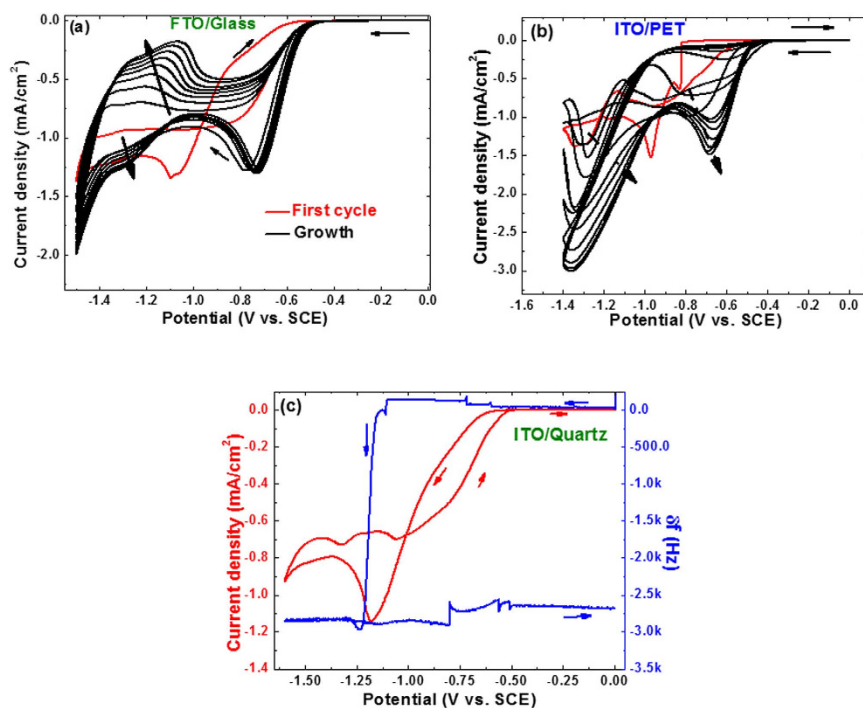 (a)
FTO/Glass
0.0
-0.5
-1.0
-1.5
-2.0
Current density (mA/cm²)
First cycle
Growth
-1.4 -1.2 -1.0 -0.8 -0.6 -0.4 -0.2 0.0
Potential (V vs. SCE)
(b)
ITO/PET
0.0
-0.5
-1.0
-1.5
-2.0
-2.5
-3.0
Current density (mA/cm²)
-1.6 -1.4 -1.2 -1.0 -0.8 -0.6 -0.4 -0.2 0.0
Potential (V vs. SCE)
(c)
ITO/Quartz
0.0
-0.2
-0.4
-0.6
-0.8
-1.0
-1.2
-1.4
Current density (mA/cm²)
0.0
-500.0
-1.0k
-1.5k
-2.0k
-2.5k
-3.0k
-3.5k
δf (Hz)
-1.50 -1.25 -1.00 -0.75 -0.50 -0.25 0.00
Potential (V vs. SCE)